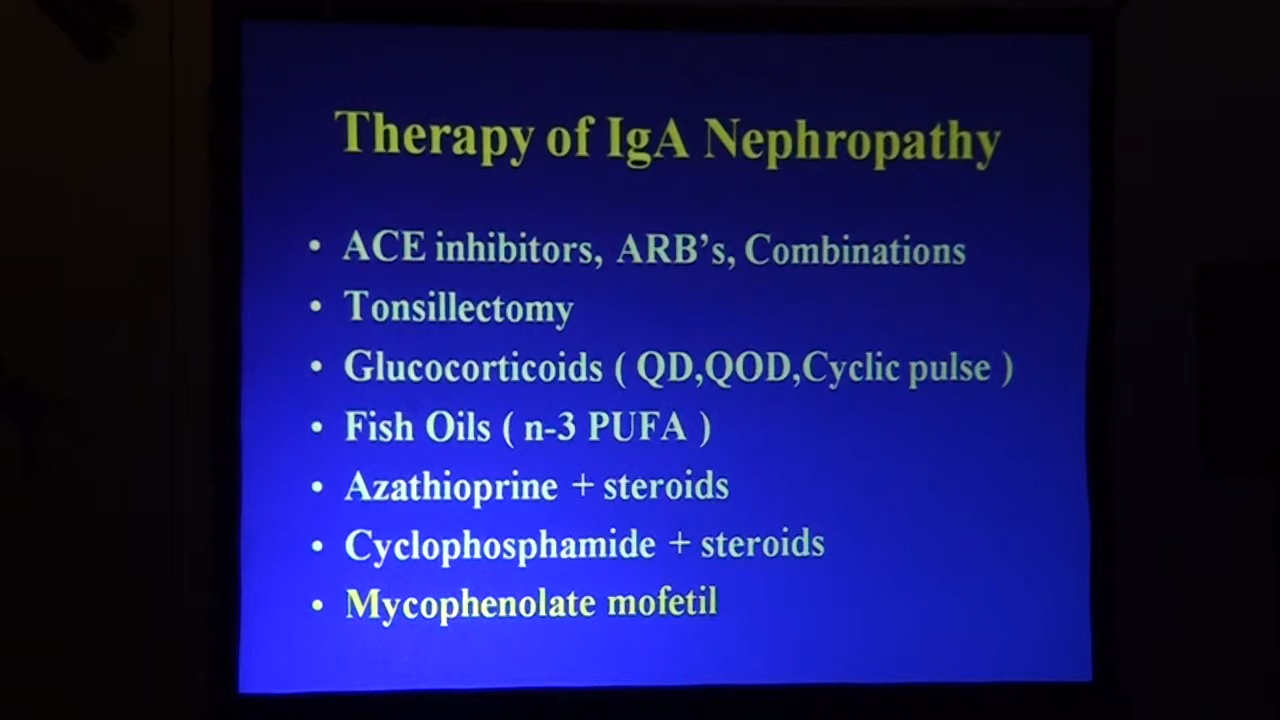 Therapy of IgA Nephropathy
• ACE inhibitors, ARB's, Combinations
• Tonsillectomy
• Glucocorticoids ( QD,QOD,Cyclic pulse )
• Fish Oils ( n-3 PUFA )
• Azathioprine + steroids
• Cyclophosphamide + steroids
• Mycophenolate mofetil